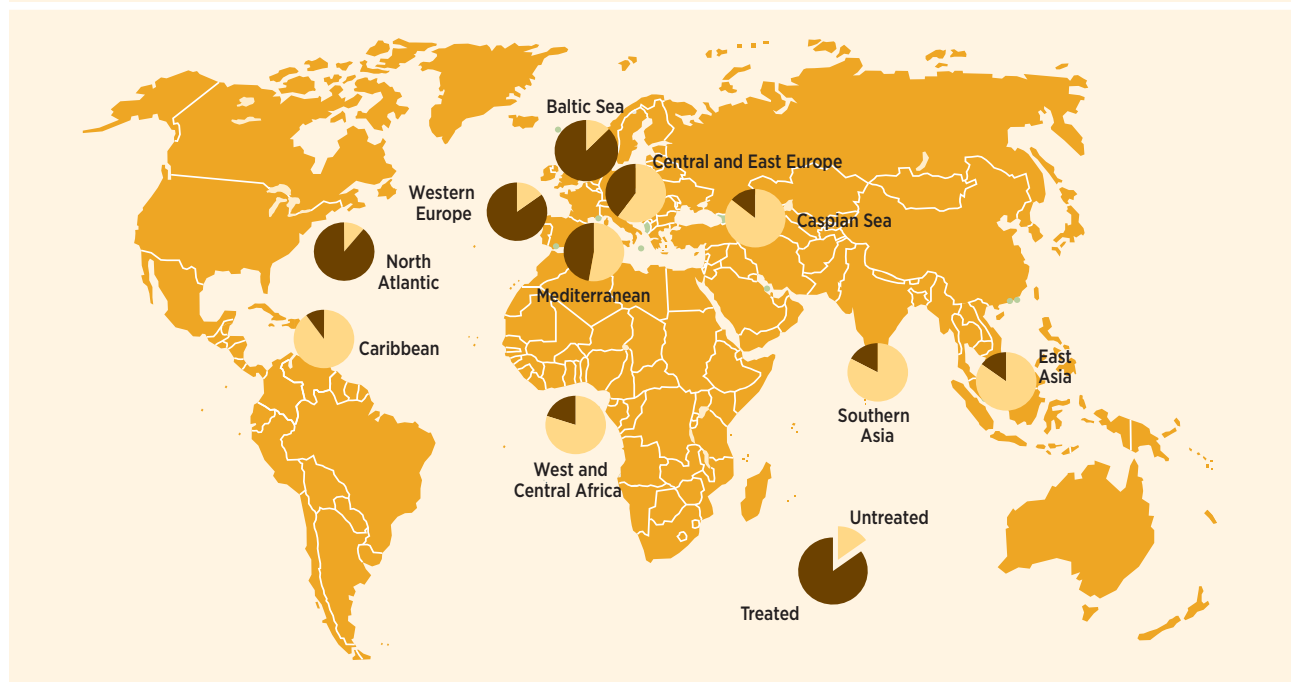 Baltic Sea
Central and East Europe
Western
Europe
Caspian Sea
North
Atlantic
Mediterranean
Caribbean
East
Asia
Southern
Asia
West and
Central Africa
Untreated
Treated